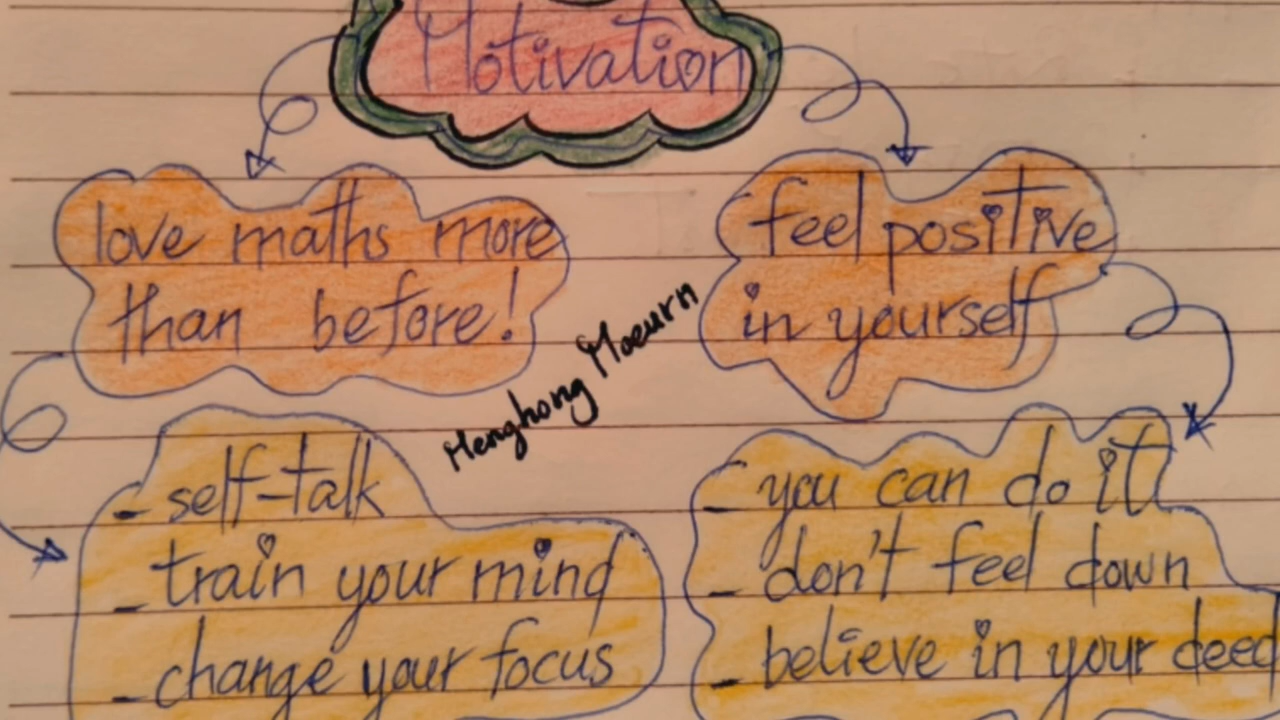 Motivation
love maths more
than before!
feel positive
in yourself
Menghong Moeurn
- self-talk
- train your mind
- change your focus
- you can do it
- don't feel down
- believe in your deed